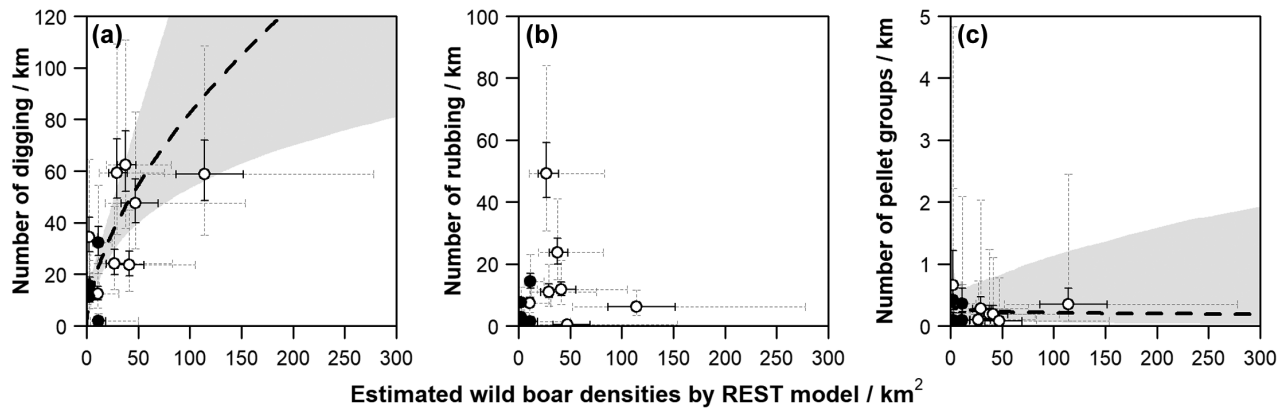 (a)
Number of digging / km
120
100
80
60
40
20
0
0 50 100 150 200 250 300
(b)
Number of rubbing / km
100
80
60
40
20
0
0 50 100 150 200 250 300
(c)
Number of pellet groups / km
5
4
3
2
1
0
0 50 100 150 200 250 300
Estimated wild boar densities by REST model / km²